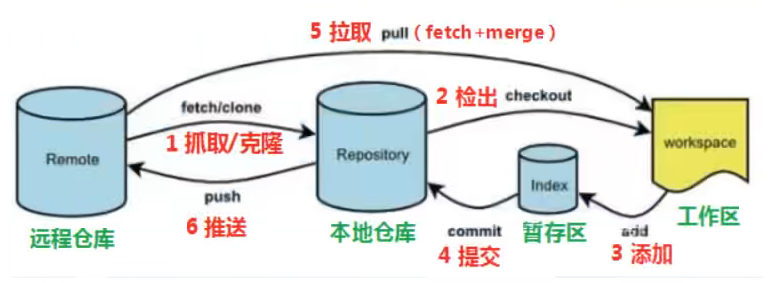 5 拉取 pull（fetch+merge）
fetch/clone
2 检出 checkout
1 抓取/克隆
Remote
Repository
workspace
push
Index
6 推送
commit
add
远程仓库
本地仓库
暂存区
工作区
4 提交
3 添加